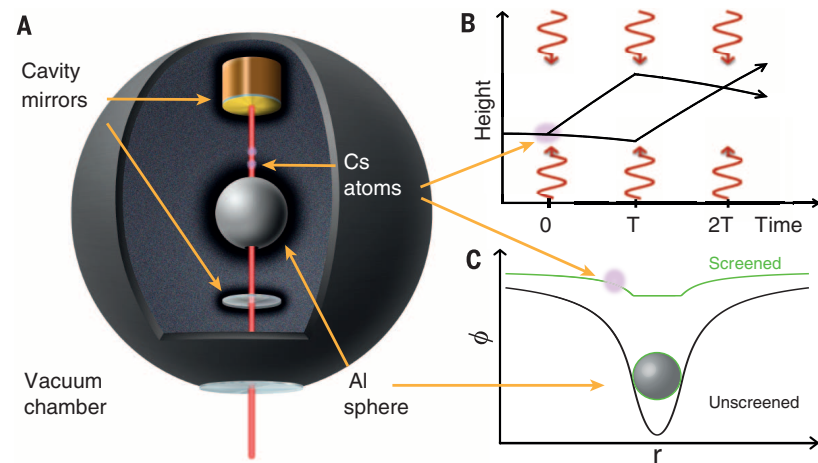 A
Cavity
mirrors
Cs
atoms
Vacuum
chamber
Al
sphere
B
Height
0 T 2T Time
C
Screened
ϕ
Unscreened
r